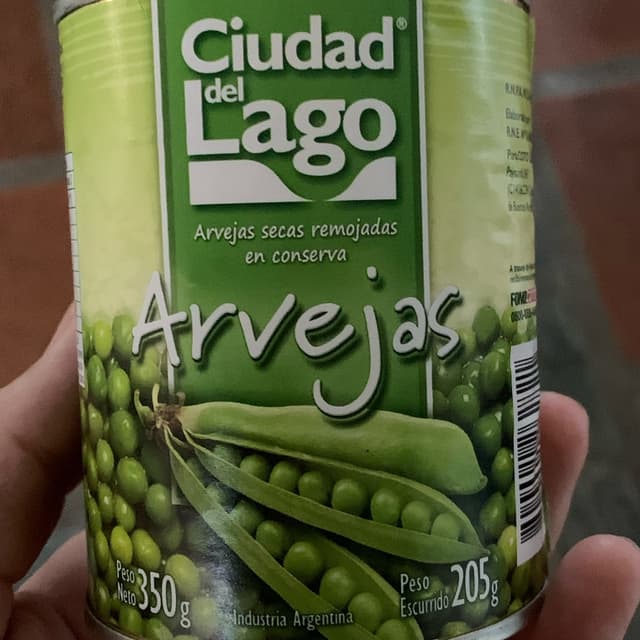 Ciudad®
del
Lago
Arvejas secas remojadas
en conserva
Arvejas
Peso
Neto 350g
Industria Argentina
Peso
Escurrido 205g